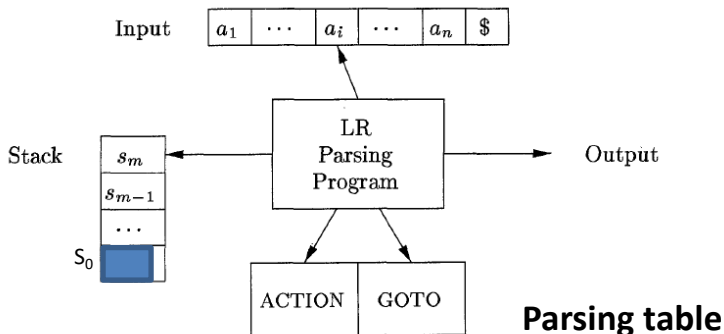 Input a₁ ⋯ aᵢ ⋯ aₙ $
LR
Parsing
Program
Stack
sₘ
sₘ₋₁
⋯
S₀
Output
ACTION GOTO
Parsing table